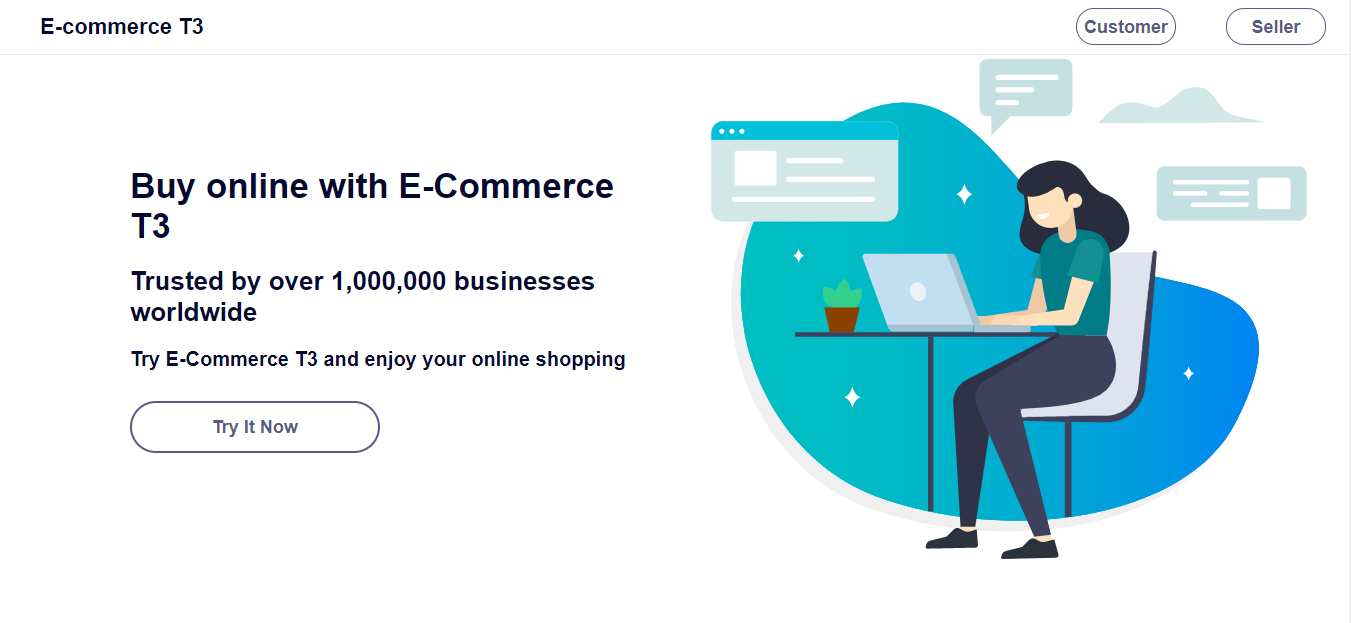 E-commerce T3
Customer
Seller
Buy online with E-Commerce
T3
Trusted by over 1,000,000 businesses
worldwide
Try E-Commerce T3 and enjoy your online shopping
Try It Now